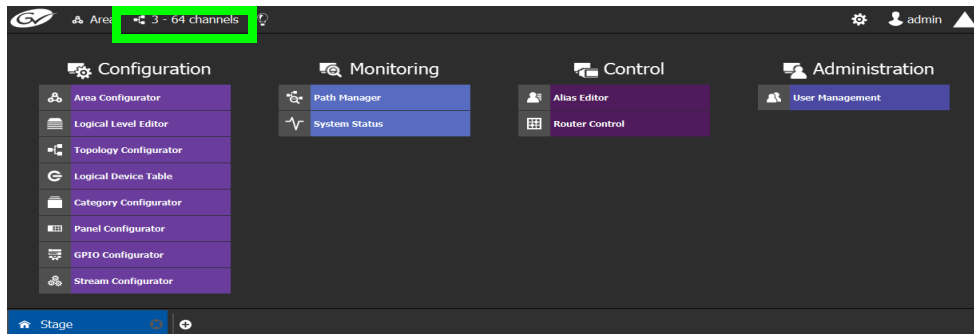 GV Area 3 - 64 channels admin
Configuration
Area Configurator
Logical Level Editor
Topology Configurator
Logical Device Table
Category Configurator
Panel Configurator
GPIO Configurator
Stream Configurator
Monitoring
Path Manager
System Status
Control
Alias Editor
Router Control
Administration
User Management
Stage